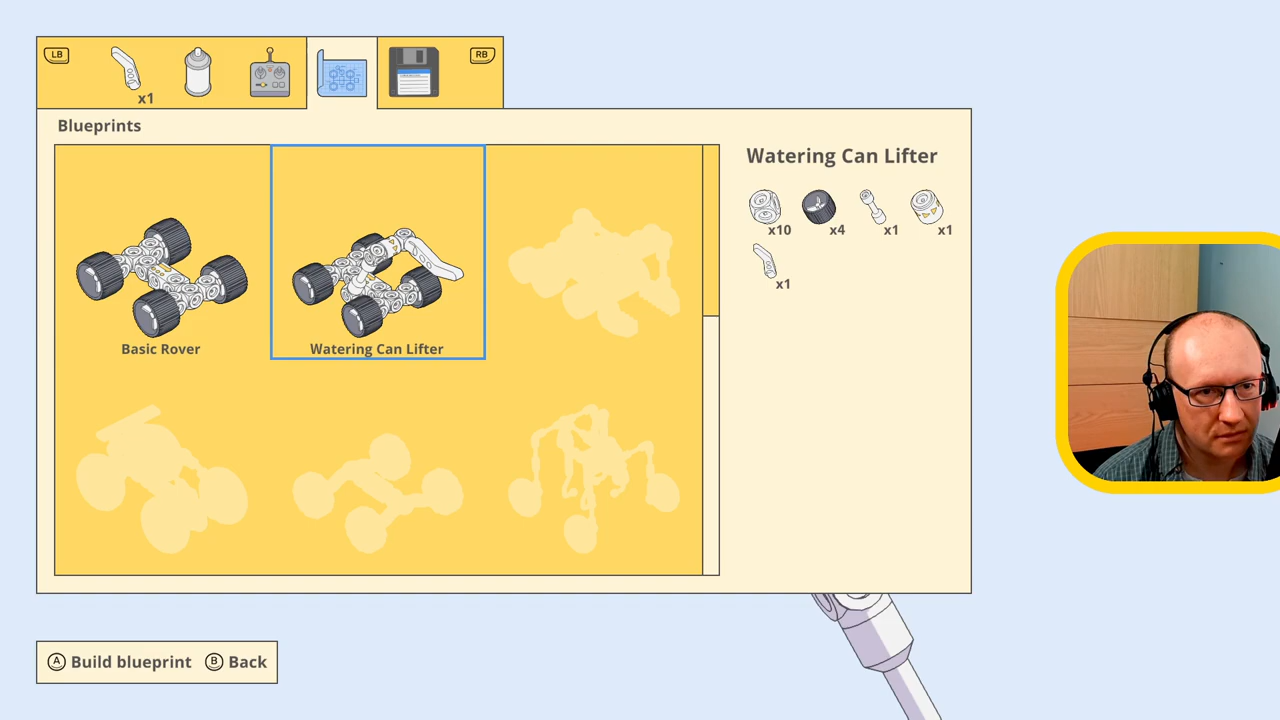 LB
RB
x1
Blueprints
Watering Can Lifter
x10
x4
x1
x1
x1
Basic Rover
Watering Can Lifter
A Build blueprint B Back